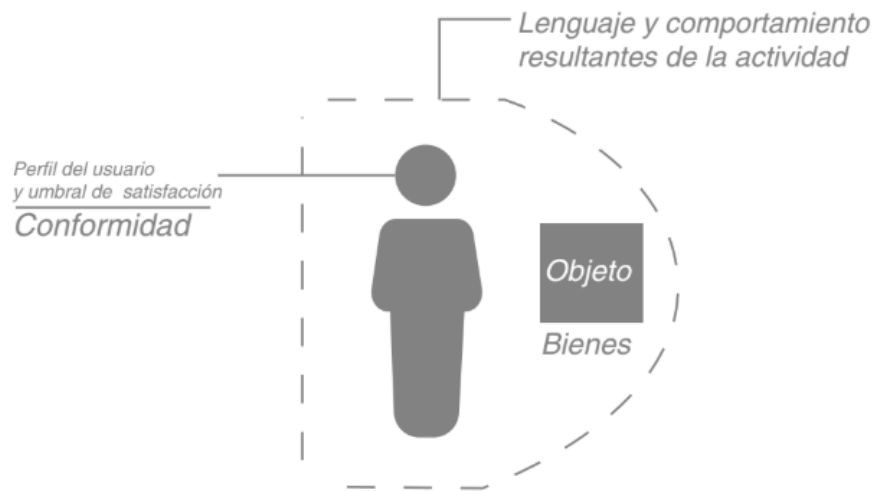 Lenguaje y comportamiento
resultantes de la actividad
Perfil del usuario
y umbral de satisfacción
Conformidad
Objeto
Bienes